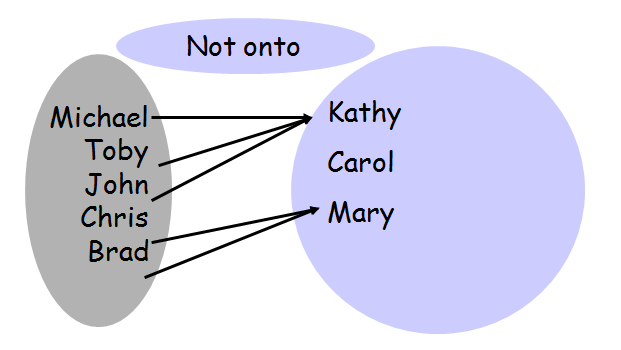 Not onto
Michael
Toby
John
Chris
Brad
Kathy
Carol
Mary